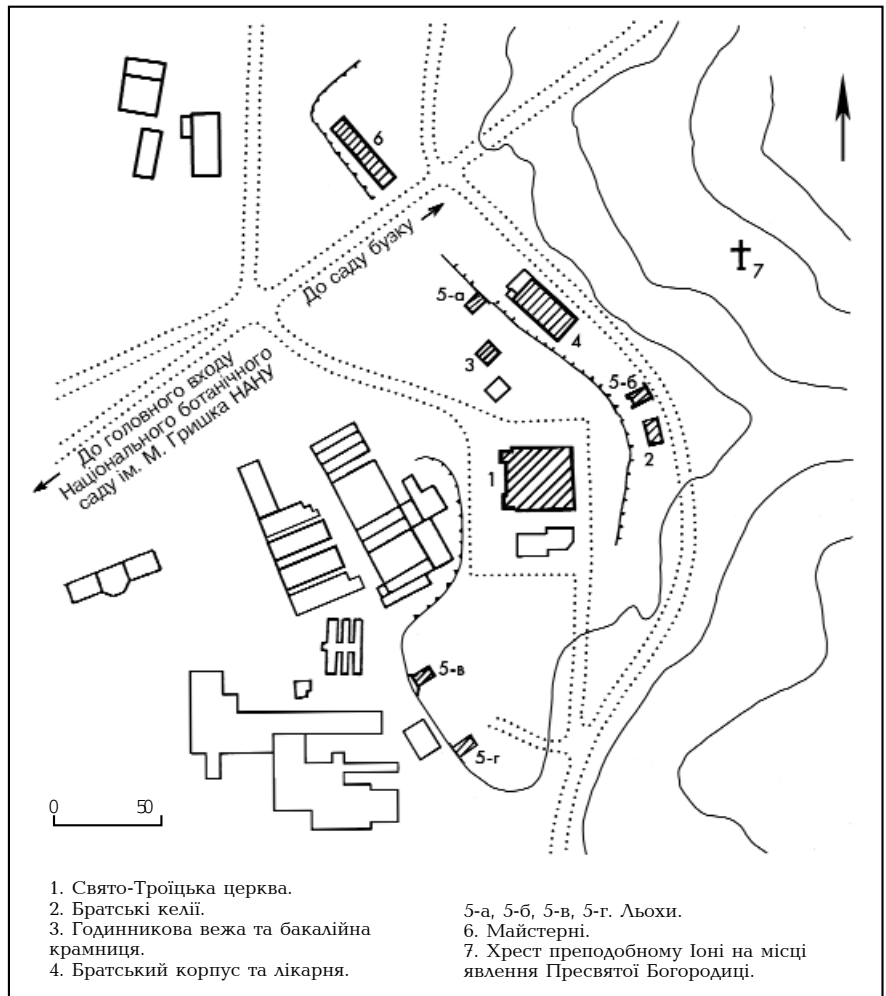 6
До саду бузку
7
5-а
4
3
5-б
2
До головного входу
Національного ботанічного
саду ім. М. Гришка НАНУ
1
5-в
5-г
0 50
1. Свято-Троїцька церква.
2. Братські келії.
3. Годинникова вежа та бакалійна
крамниця.
4. Братський корпус та лікарня.
5-а, 5-б, 5-в, 5-г. Льохи.
6. Майстерні.
7. Хрест преподобному Іоні на місці
явлення Пресвятої Богородиці.